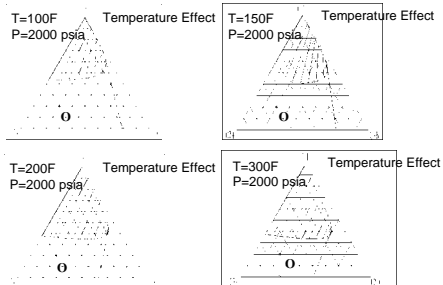 T=100F Temperature Effect
P=2000 psia
O
T=150F Temperature Effect
P=2000 psia
O
T=200F Temperature Effect
P=2000 psia
O
T=300F Temperature Effect
P=2000 psia
O